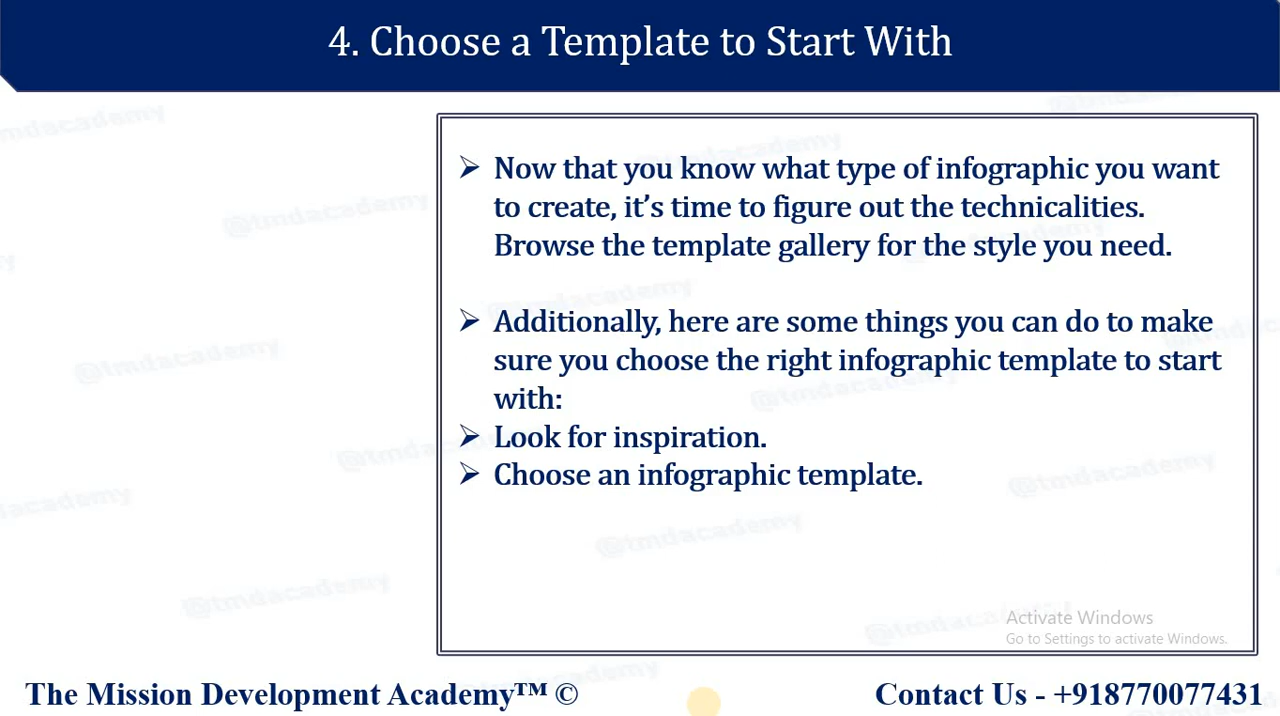 4. Choose a Template to Start With
@tmdacademy
➢ Now that you know what type of infographic you want
to create, it’s time to figure out the technicalities.
Browse the template gallery for the style you need.
➢ Additionally, here are some things you can do to make
sure you choose the right infographic template to start
with:
➢ Look for inspiration.
➢ Choose an infographic template.
Activate Windows
Go to Settings to activate Windows.
The Mission Development Academy™ ©
Contact Us - +918770077431